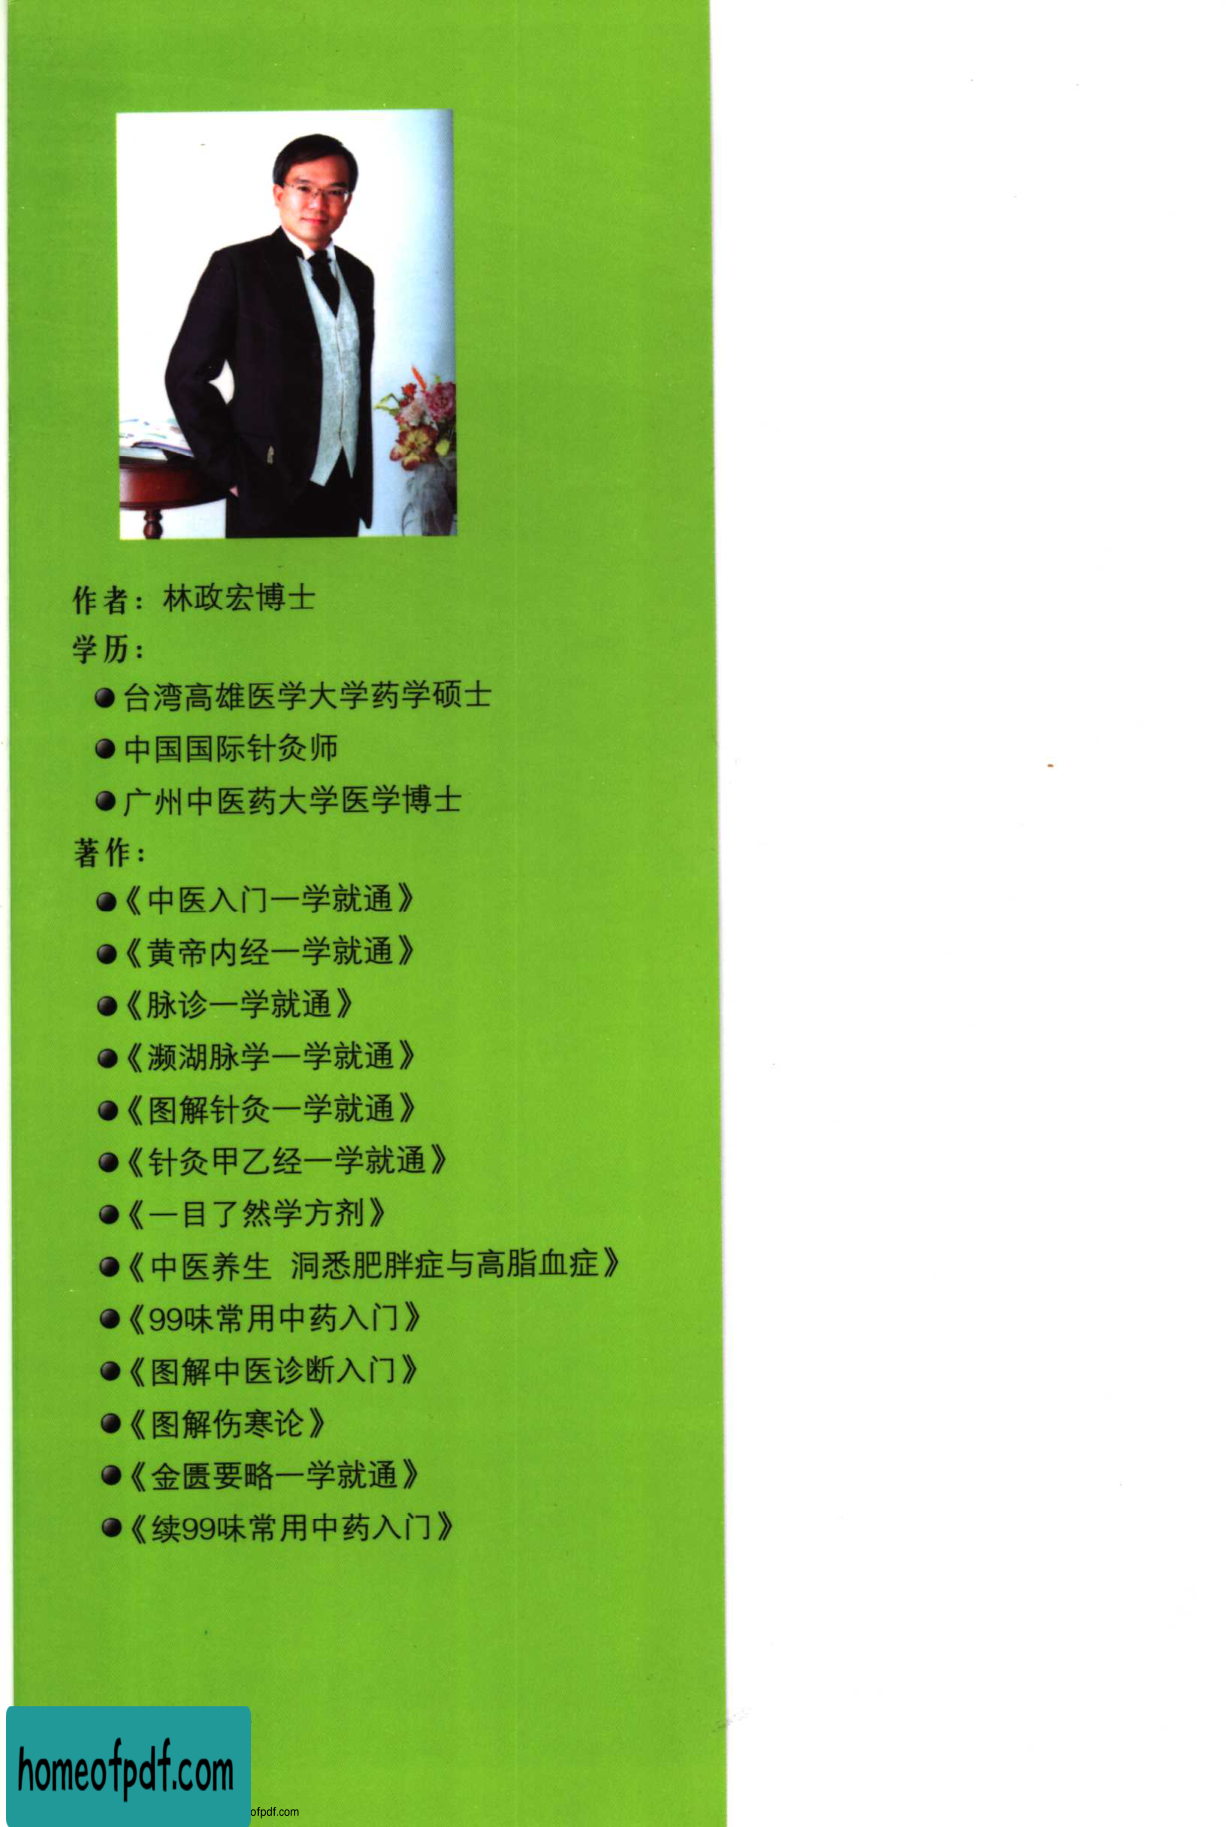 作者：林政宏博士
学历：
●台湾高雄医学大学药学硕士
●中国国际针灸师
●广州中医药大学医学博士
著作：
●《中医入门一学就通》
●《黄帝内经一学就通》
●《脉诊一学就通》
●《濒湖脉学一学就通》
●《图解针灸一学就通》
●《针灸甲乙经一学就通》
●《一目了然学方剂》
●《中医养生 洞悉肥胖症与高脂血症》
●《99味常用中药入门》
●《图解中医诊断入门》
●《图解伤寒论》
●《金匮要略一学就通》
●《续99味常用中药入门》
homeofpdf.com
ofpdf.com